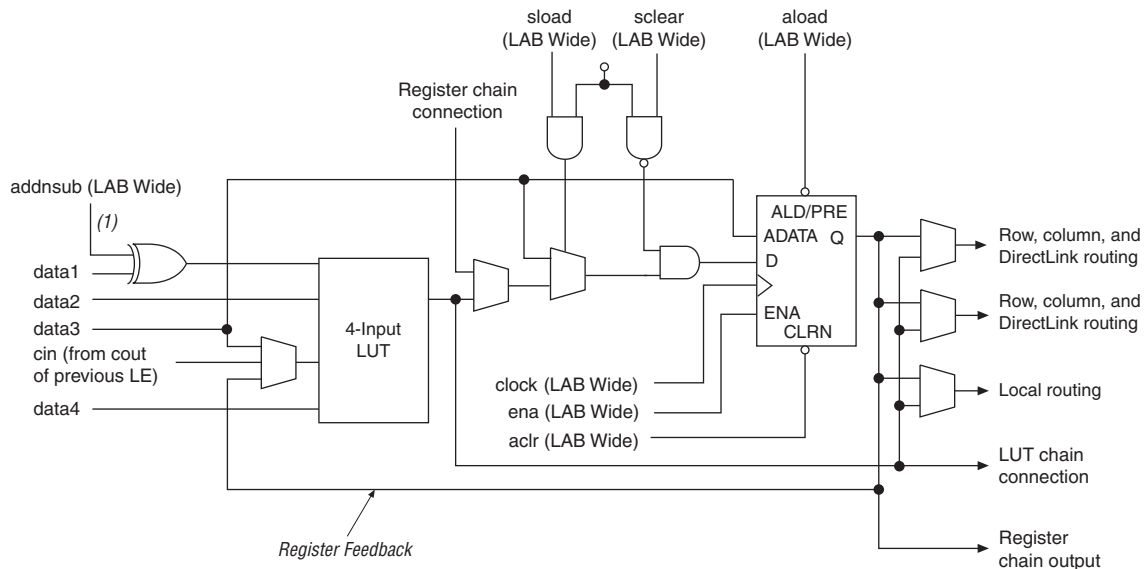 sload
(LAB Wide)
sclear
(LAB Wide)
aload
(LAB Wide)
Register chain
connection
addnsub (LAB Wide)
(1)
data1
data2
data3
cin (from cout
of previous LE)
data4
4-Input
LUT
ALD/PRE
ADATA Q
D
ENA
CLRN
clock (LAB Wide)
ena (LAB Wide)
aclr (LAB Wide)
Row, column, and
DirectLink routing
Row, column, and
DirectLink routing
Local routing
LUT chain
connection
Register
chain output
Register Feedback